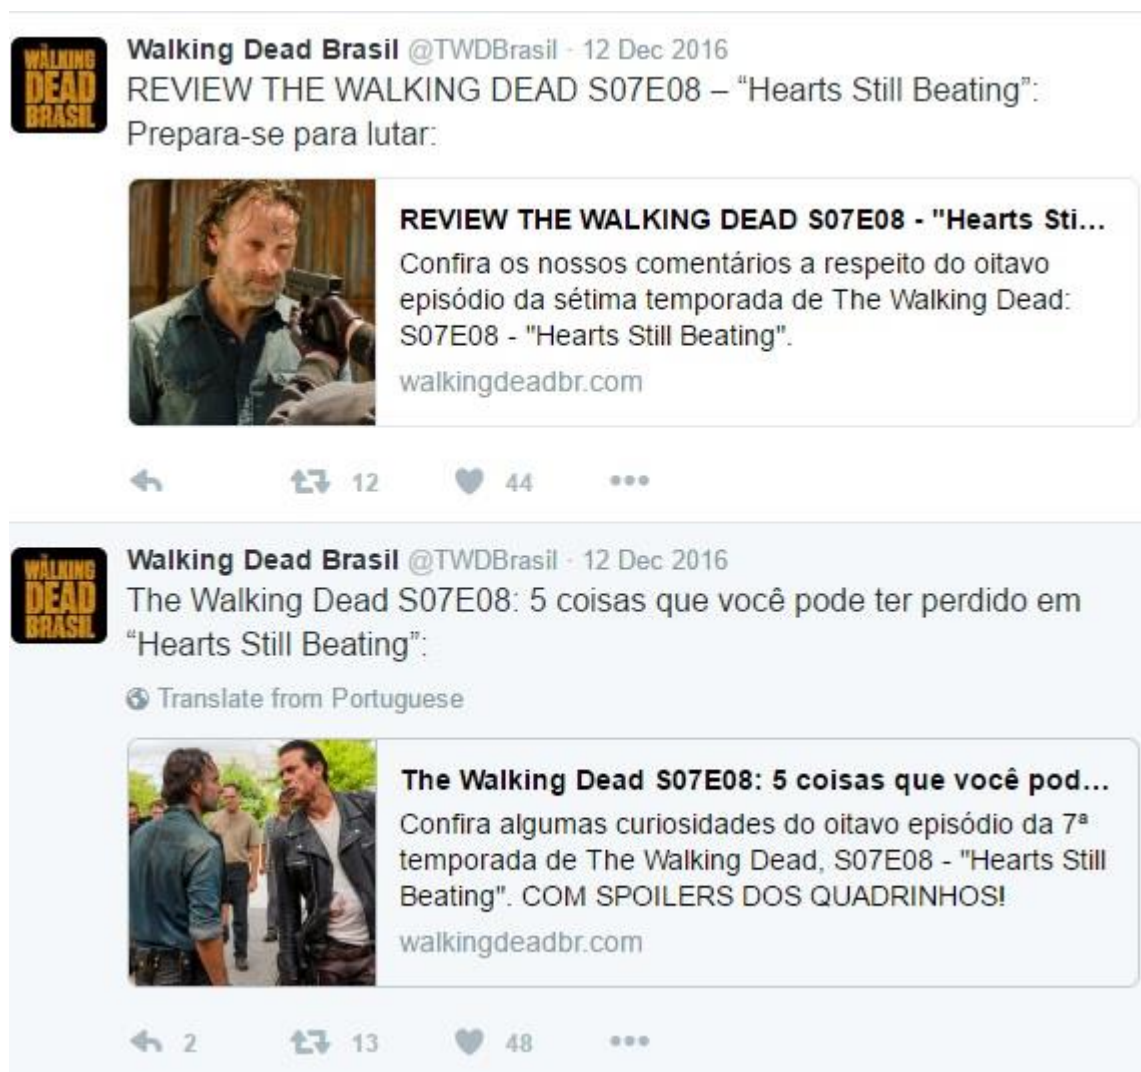 THE
WALKING
DEAD
BRASIL
Walking Dead Brasil @TWDBrasil · 12 Dec 2016
REVIEW THE WALKING DEAD S07E08 – “Hearts Still Beating”:
Prepara-se para lutar:
REVIEW THE WALKING DEAD S07E08 - "Hearts Sti...
Confira os nossos comentários a respeito do oitavo
episódio da sétima temporada de The Walking Dead:
S07E08 - "Hearts Still Beating".
walkingdeadbr.com
12 44
THE
WALKING
DEAD
BRASIL
Walking Dead Brasil @TWDBrasil · 12 Dec 2016
The Walking Dead S07E08: 5 coisas que você pode ter perdido em
“Hearts Still Beating”:
Translate from Portuguese
The Walking Dead S07E08: 5 coisas que você pod...
Confira algumas curiosidades do oitavo episódio da 7ª
temporada de The Walking Dead, S07E08 - "Hearts Still
Beating". COM SPOILERS DOS QUADRINHOS!
walkingdeadbr.com
2 13 48